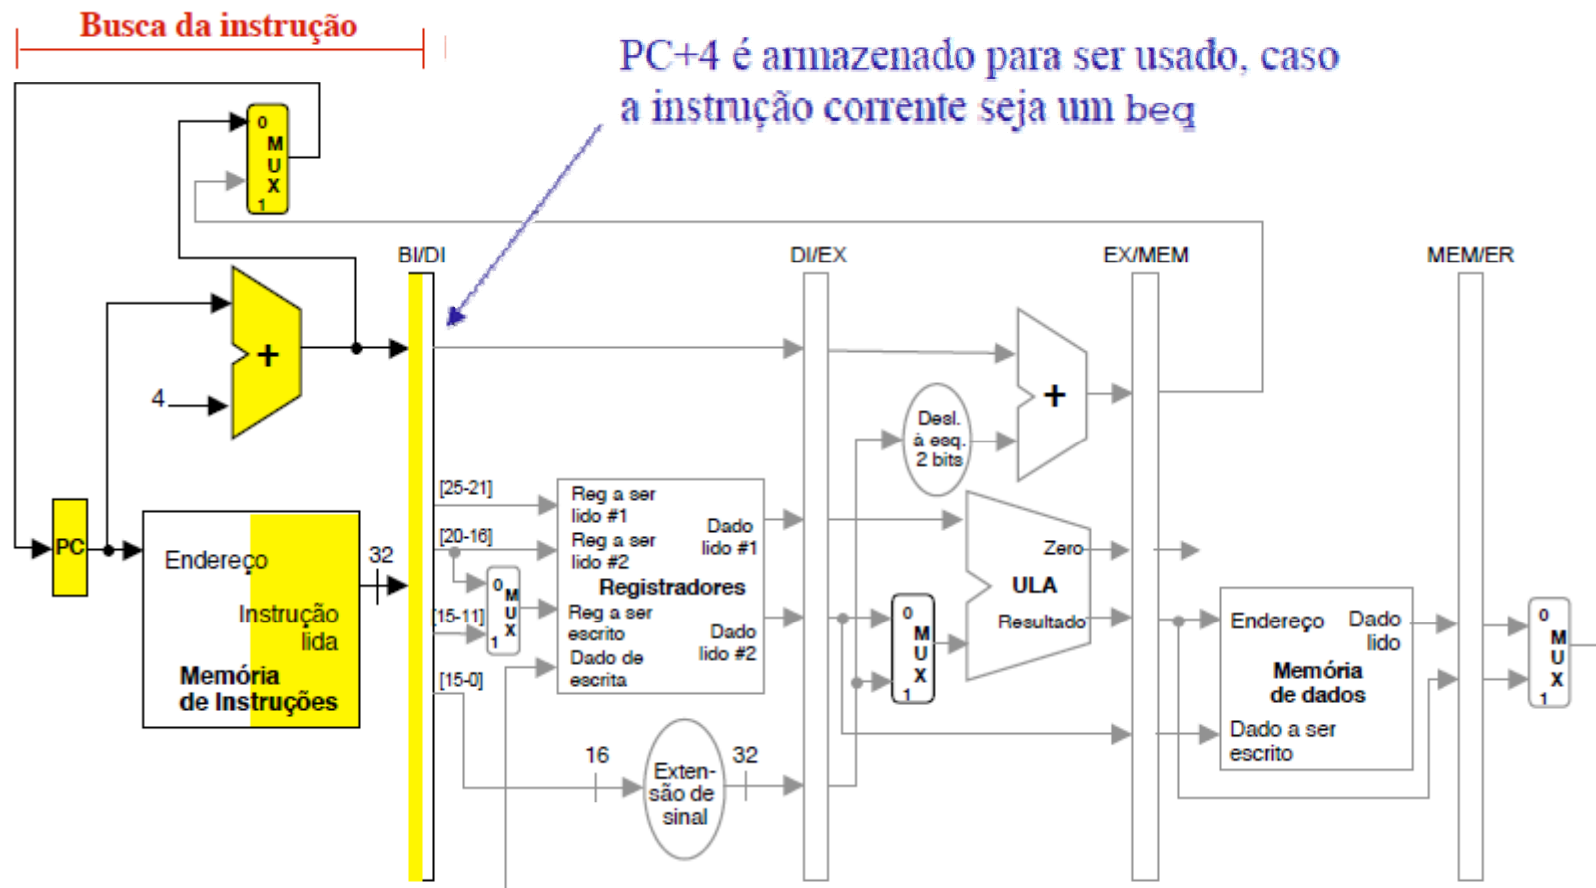 Busca da instrução
PC+4 é armazenado para ser usado, caso
a instrução corrente seja um beq
0
M
U
X
1
BI/DI
DI/EX
EX/MEM
MEM/ER
+
4
+
Desl.
à esq.
2 bits
PC
Endereço
Instrução
lida
Memória
de Instruções
32
[25-21]
[20-16]
[15-11]
[15-0]
0
M
U
X
1
Reg a ser
lido #1
Reg a ser
lido #2
Registradores
Reg a ser
escrito
Dado de
escrita
Dado
lido #1
Dado
lido #2
16
Exten-
são de
sinal
32
0
M
U
X
1
Zero
ULA
Resultado
Endereço
Dado
lido
Memória
de dados
Dado a ser
escrito
0
M
U
X
1